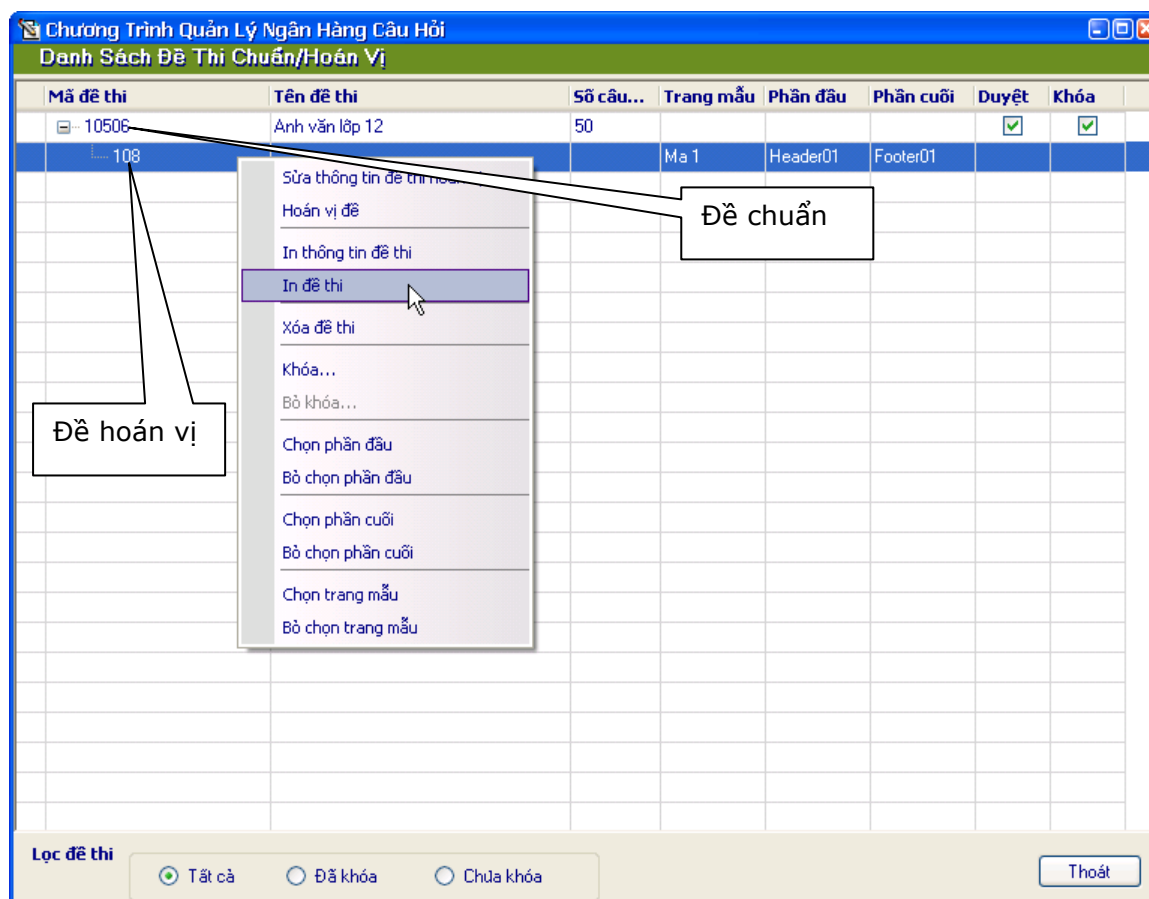 Chương Trình Quản Lý Ngân Hàng Câu Hỏi
Danh Sách Đề Thi Chuẩn/Hoán Vị
Mã đề thi Tên đề thi Số câu... Trang mẫu Phần đầu Phần cuối Duyệt Khóa
10506 Anh văn lớp 12 50
108 Ma 1 Header01 Footer01
Sửa thông tin đề thi
Hoán vị đề
In thông tin đề thi
In đề thi
Xóa đề thi
Khóa...
Bỏ khóa...
Chọn phần đầu
Bỏ chọn phần đầu
Chọn phần cuối
Bỏ chọn phần cuối
Chọn trang mẫu
Bỏ chọn trang mẫu
Đề chuẩn
Đề hoán vị
Lọc đề thi
Tất cả Đã khóa Chưa khóa
Thoát